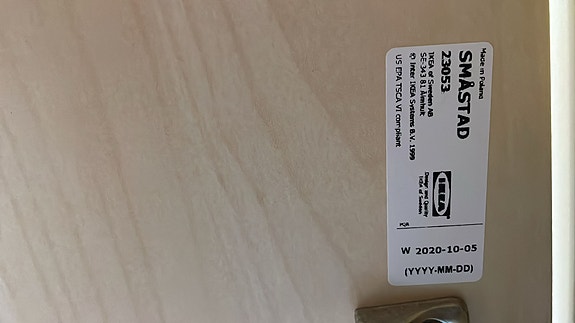 Made in Poland
SMÅSTAD
23053
IKEA of Sweden AB
SE-343 81 Älmhult
© Inter IKEA Systems B.V. 1999
US EPA TSCA VI compliant
IKEA
Design and Quality
IKEA of Sweden
W 2020-10-05
(YYYY-MM-DD)